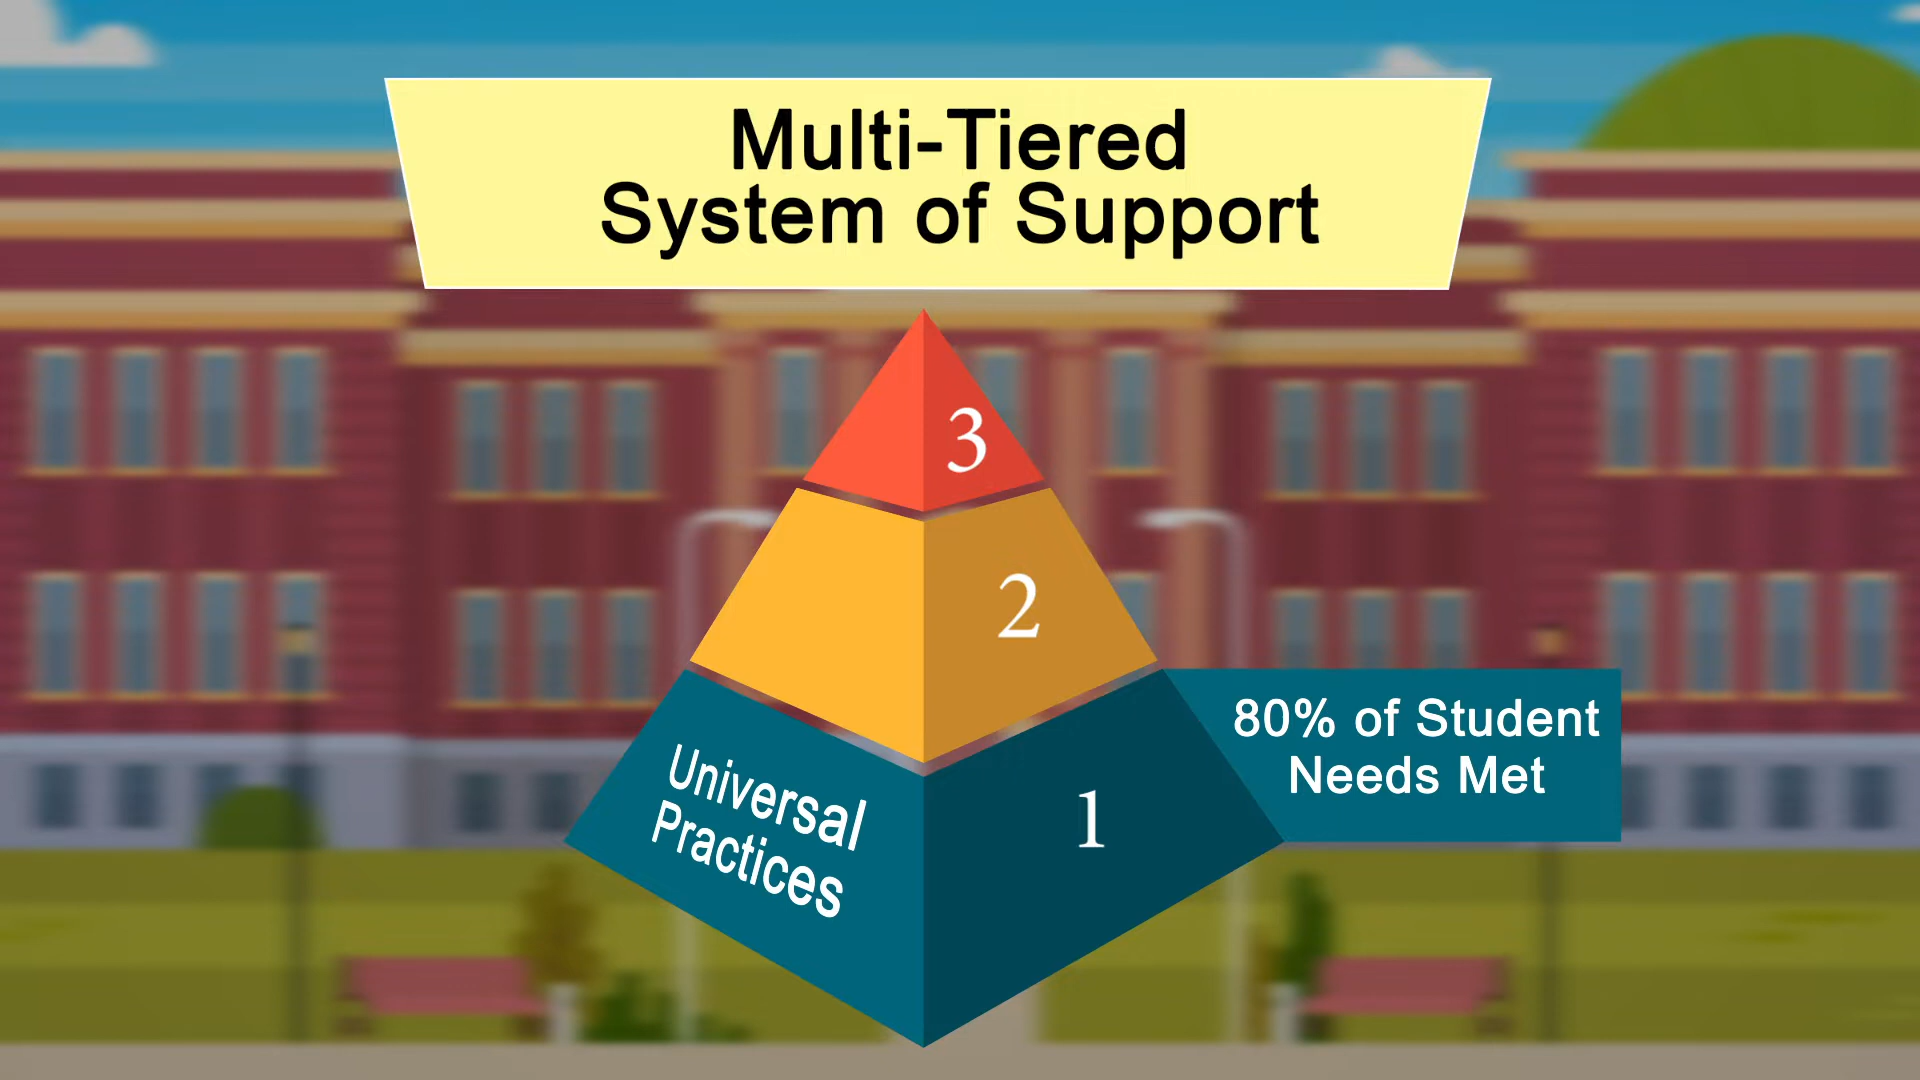 Multi-Tiered
System of Support
3
2
80% of Student
Needs Met
Universal
Practices
1